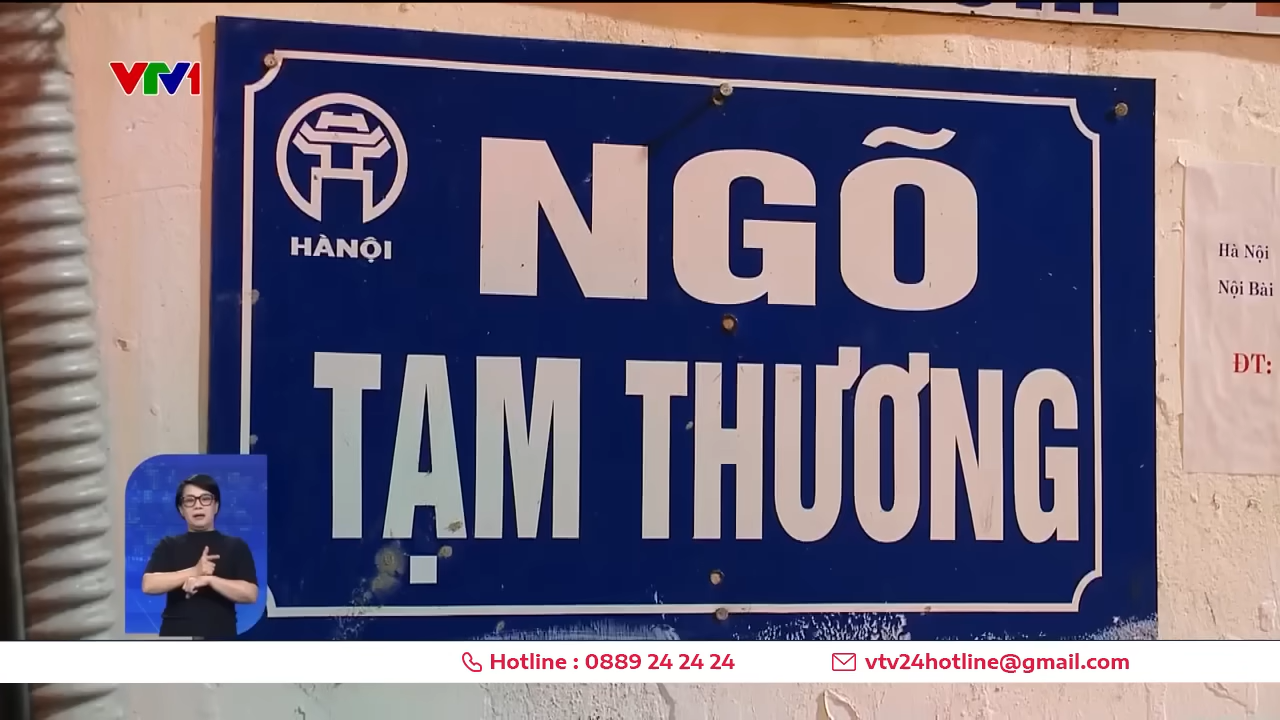 VTV1
HÀNỘI
NGÕ
TẠM THƯƠNG
Hà Nội
Nội Bài
ĐT:
Hotline : 0889 24 24 24
vtv24hotline@gmail.com